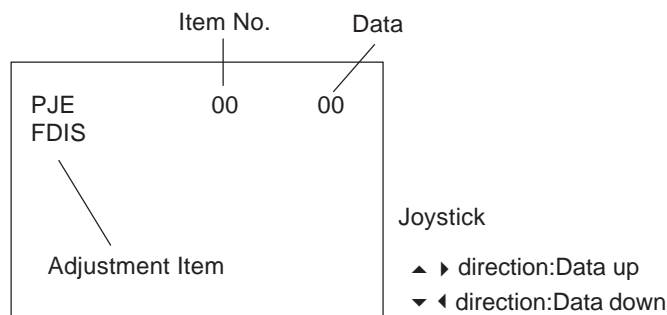 Item No. Data
PJE 00 00
FDIS
Adjustment Item
Joystick
▲ ▶ direction:Data up
▼ ◀ direction:Data down